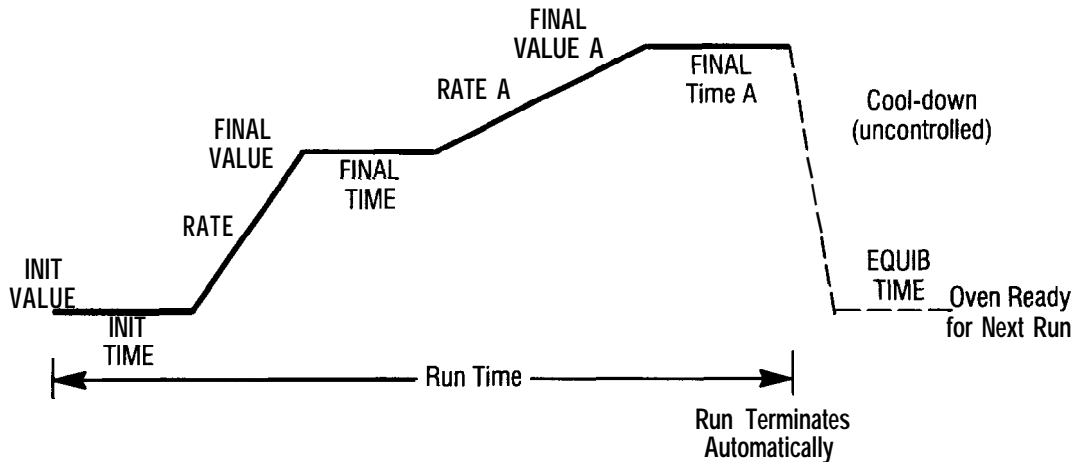 FINAL
VALUE A
FINAL
Time A
RATE A
Cool-down
(uncontrolled)
FINAL
VALUE
FINAL
TIME
RATE
INIT
VALUE
INIT
TIME
EQUIB
TIME
Oven Ready
for Next Run
Run Time
Run Terminates
Automatically